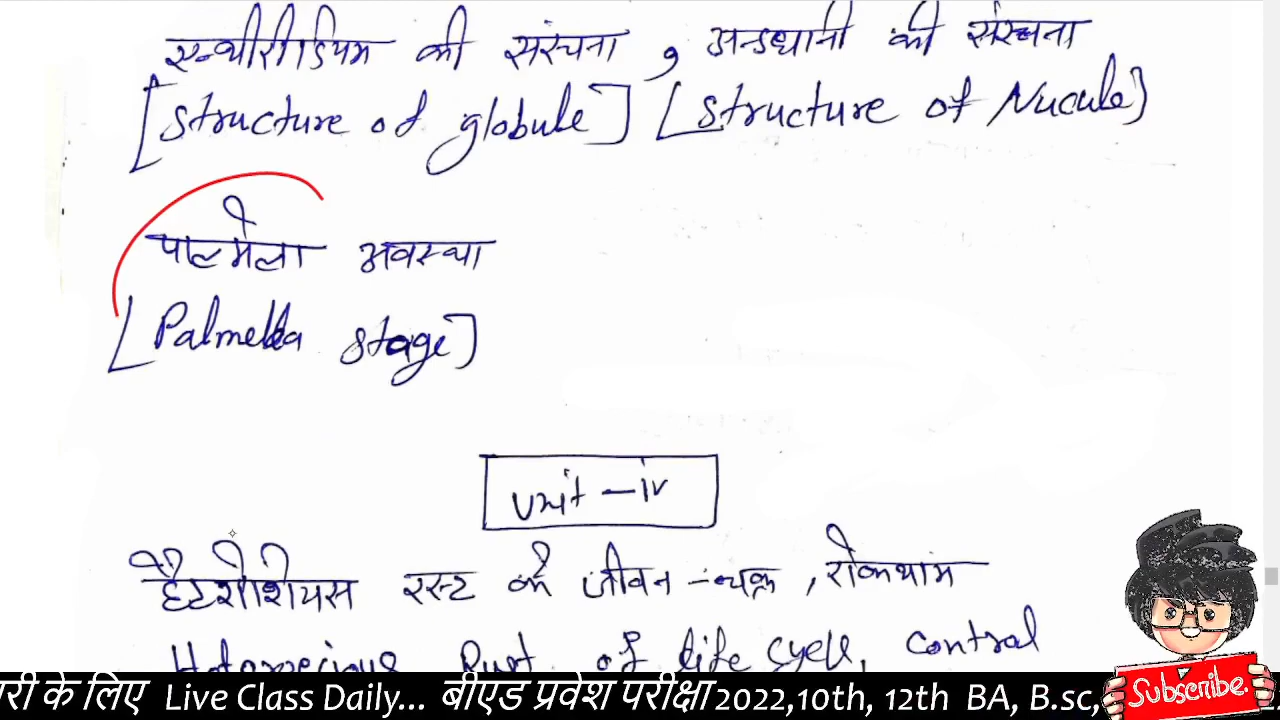 एन्थीरीडियम की संरचना , अन्डधानी की संरचना
[structure of globule] [structure of Nucule]
पाल्मेला अवस्था
[Palmella stage]
Unit - iv
हैटरोशियस रस्ट के जीवन-चक्र, रोकथाम
Heteroecious Rust of life cycle, control
री के लिए Live Class Daily... बीएड प्रवेश परीक्षा 2022,10th, 12th BA, B.sc,
Subscribe.